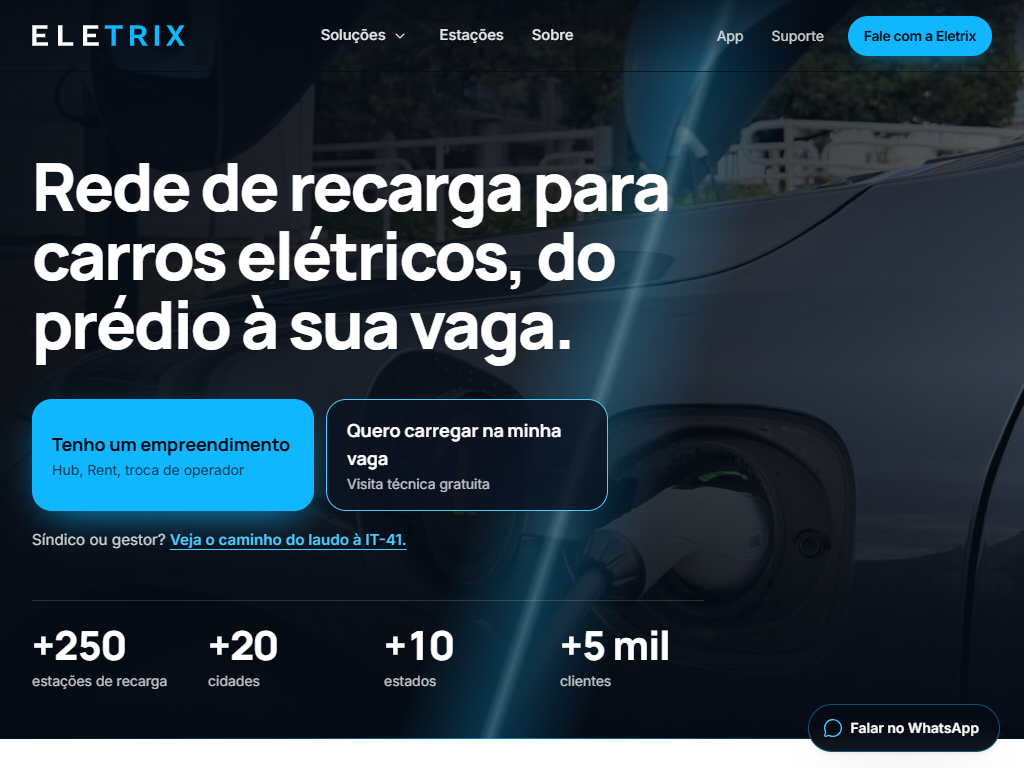 ELETRIX
Soluções
Estações
Sobre
App
Suporte
Fale com a Eletrix
Rede de recarga para
carros elétricos, do
prédio à sua vaga.
Tenho um empreendimento
Hub, Rent, troca de operador
Quero carregar na minha
vaga
Visita técnica gratuita
Síndico ou gestor? Veja o caminho do laudo à IT-41.
+250
estações de recarga
+20
cidades
+10
estados
+5 mil
clientes
Falar no WhatsApp